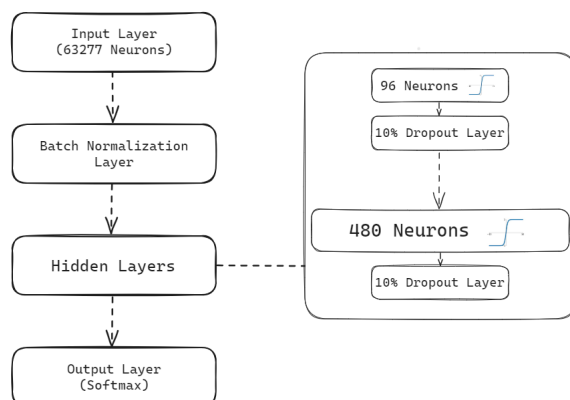 Input Layer
(63277 Neurons)
Batch Normalization
Layer
Hidden Layers
Output Layer
(Softmax)
96 Neurons
10% Dropout Layer
480 Neurons
10% Dropout Layer